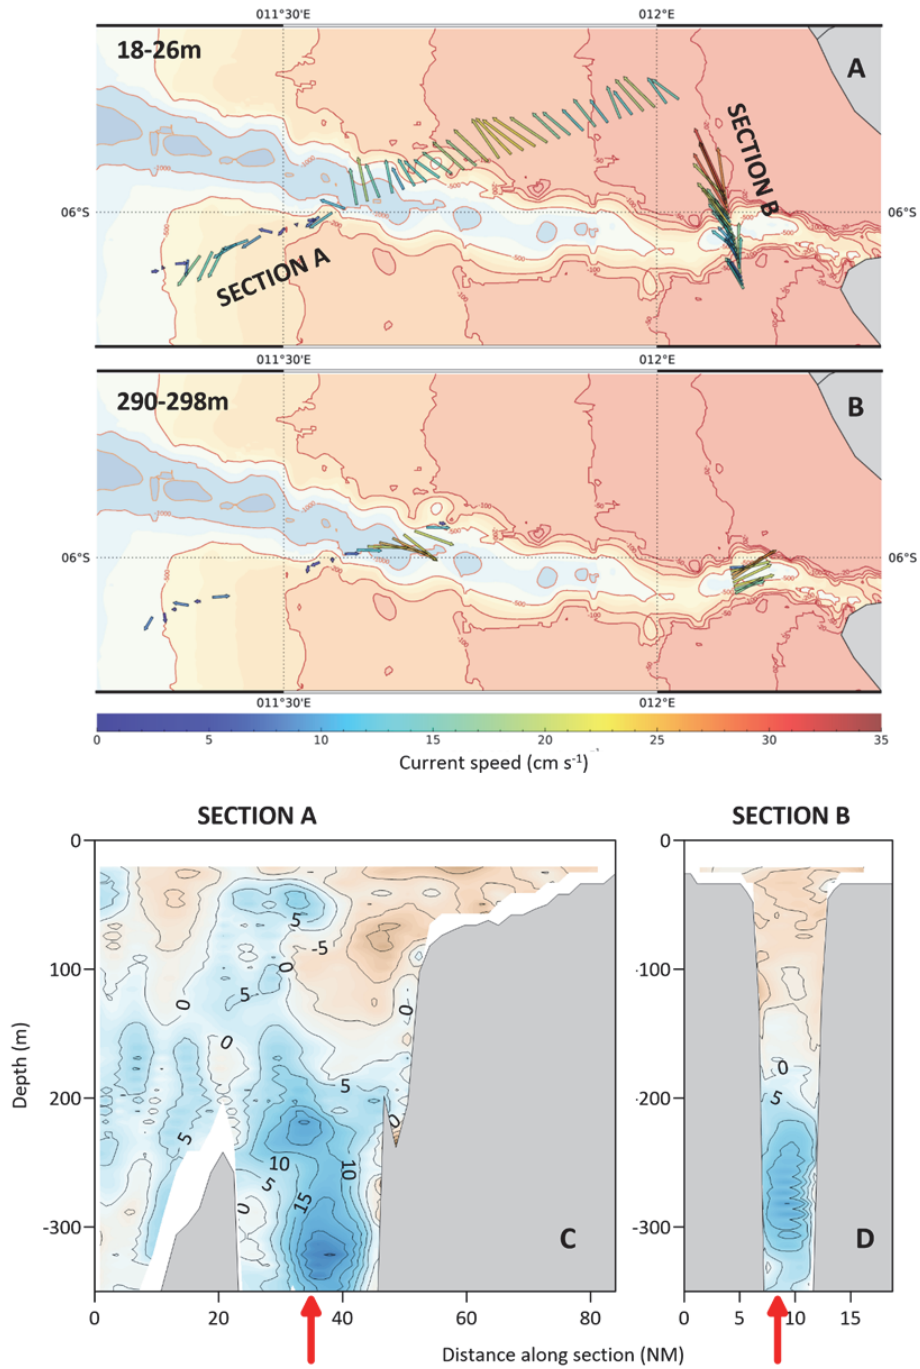 011°30'E 012°E
18-26m
A
SECTION B
06°S
06°S
SECTION A
011°30'E 012°E
290-298m
B
06°S
06°S
011°30'E 012°E
0 5 10 15 20 25 30 35
Current speed (cm s⁻¹)
SECTION A SECTION B
0 0
-5
5
0
5
0
0
-100 -100
0
5
0
5
-200 -200
0
-5
10
5
10
15
0
-300 -300
C D
Depth (m)
0 20 40 60 80 0 5 10 15
Distance along section (NM)